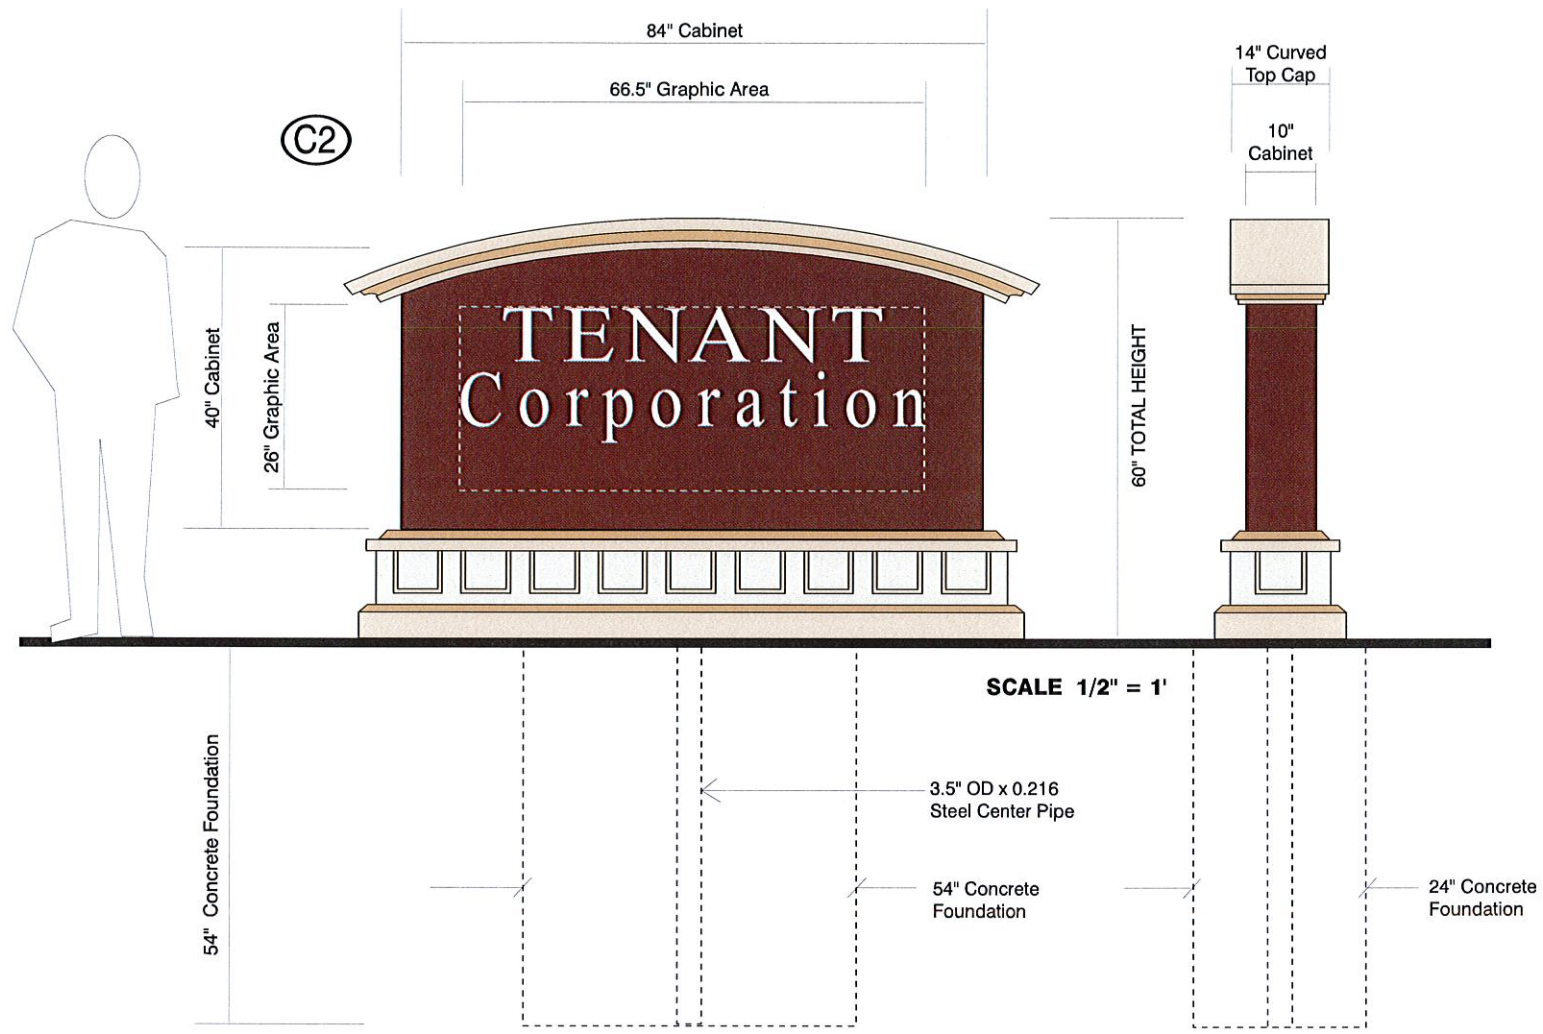 84" Cabinet
14" Curved
Top Cap
66.5" Graphic Area
10"
Cabinet
C2
TENANT
Corporation
40" Cabinet
26" Graphic Area
60" TOTAL HEIGHT
SCALE 1/2" = 1'
3.5" OD x 0.216
Steel Center Pipe
54" Concrete Foundation
54" Concrete
Foundation
24" Concrete
Foundation